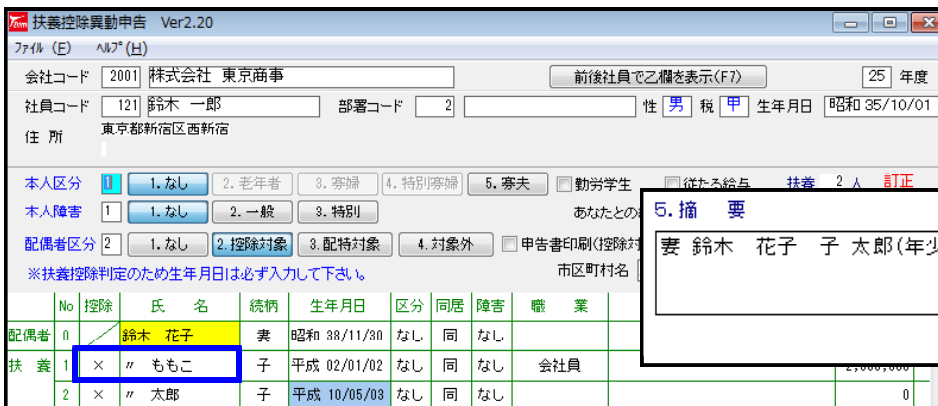 扶養控除異動申告 Ver2.20
ファイル (F) ヘルプ(H)
会社コード 2001 株式会社 東京商事 前後社員で乙欄を表示(F7) 25 年度
社員コード 121 鈴木 一郎 部署コード 2 性 男 税 甲 生年月日 昭和 35/10/01
住 所 東京都新宿区西新宿
本人区分 1 1.なし 2.老年者 3.寡婦 4.特別寡婦 5.寡夫 勤労学生 従たる給与 扶養 2 人 訂正
本人障害 1 1.なし 2.一般 3.特別 あなたとの
配偶者区分 2 1.なし 2.控除対象 3.配特対象 4.対象外 申告書印刷(控除対
※扶養控除判定のため生年月日は必ず入力して下さい。 市区町村名
5.摘 要
妻 鈴木 花子 子 太郎(年少
No 控除 氏 名 続柄 生年月日 区分 同居 障害 職 業
配偶者 0 鈴木 花子 妻 昭和 38/11/30 なし 同 なし
扶 養 1 × 〃 ももこ 子 平成 02/01/02 なし 同 なし 会社員
2 × 〃 太郎 子 平成 10/05/03 なし 同 なし 0